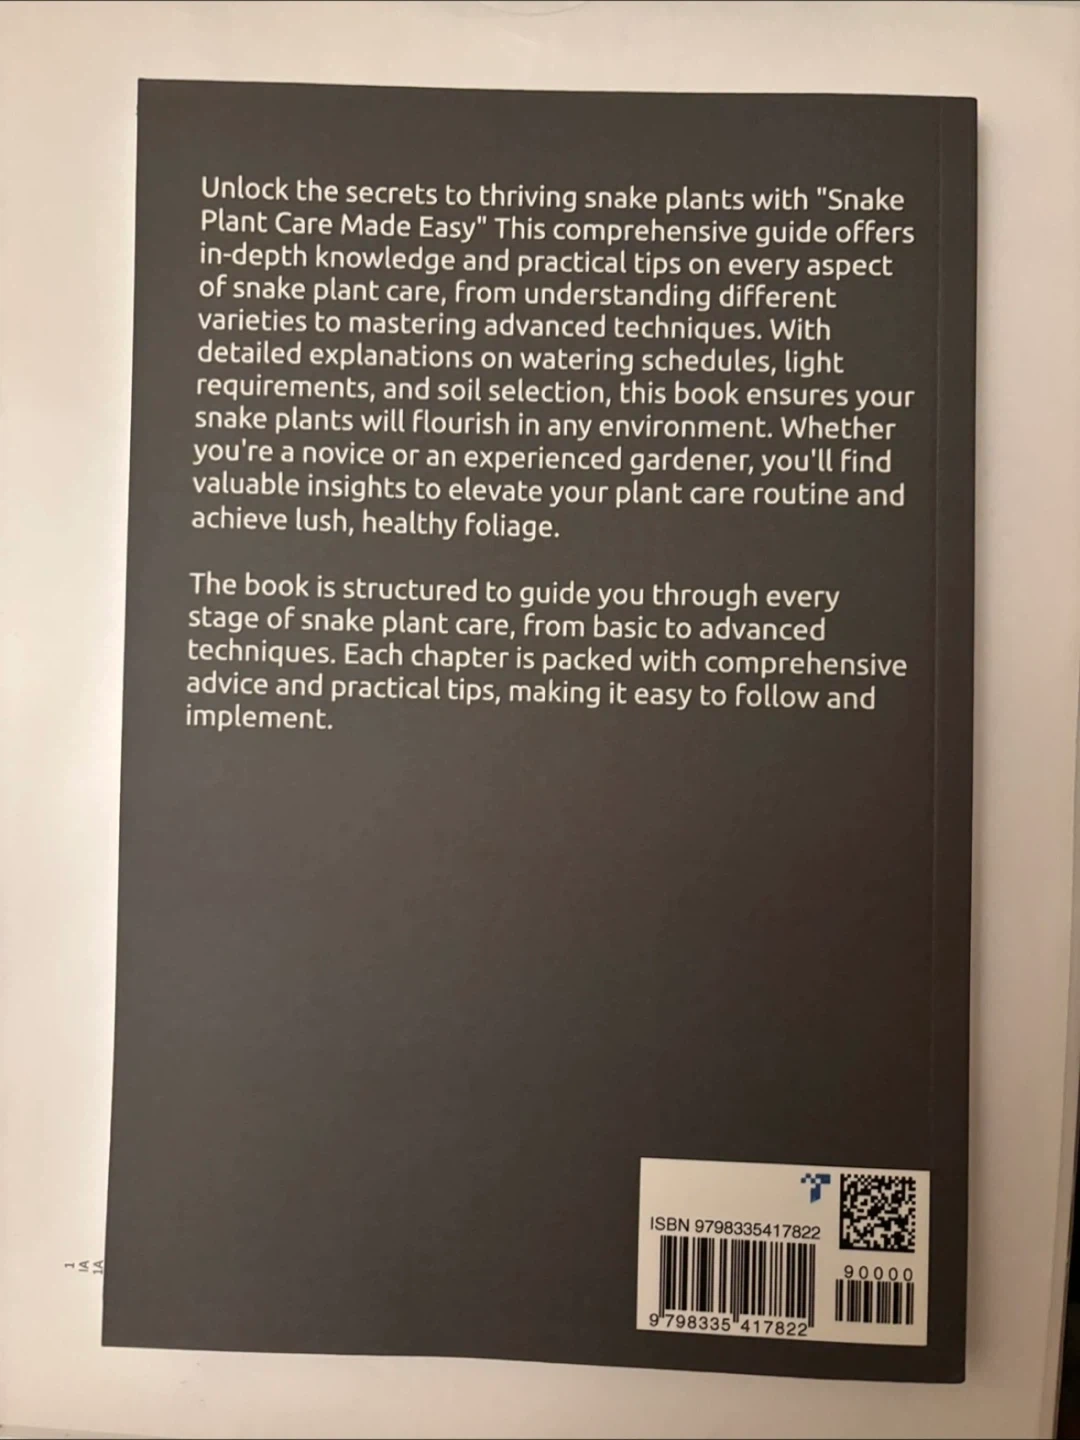 Unlock the secrets to thriving snake plants with "Snake
Plant Care Made Easy" This comprehensive guide offers
in-depth knowledge and practical tips on every aspect
of snake plant care, from understanding different
varieties to mastering advanced techniques. With
detailed explanations on watering schedules, light
requirements, and soil selection, this book ensures your
snake plants will flourish in any environment. Whether
you're a novice or an experienced gardener, you'll find
valuable insights to elevate your plant care routine and
achieve lush, healthy foliage.
The book is structured to guide you through every
stage of snake plant care, from basic to advanced
techniques. Each chapter is packed with comprehensive
advice and practical tips, making it easy to follow and
implement.
ISBN 9798335417822
90000
9 798335 417822
1
IA
1A